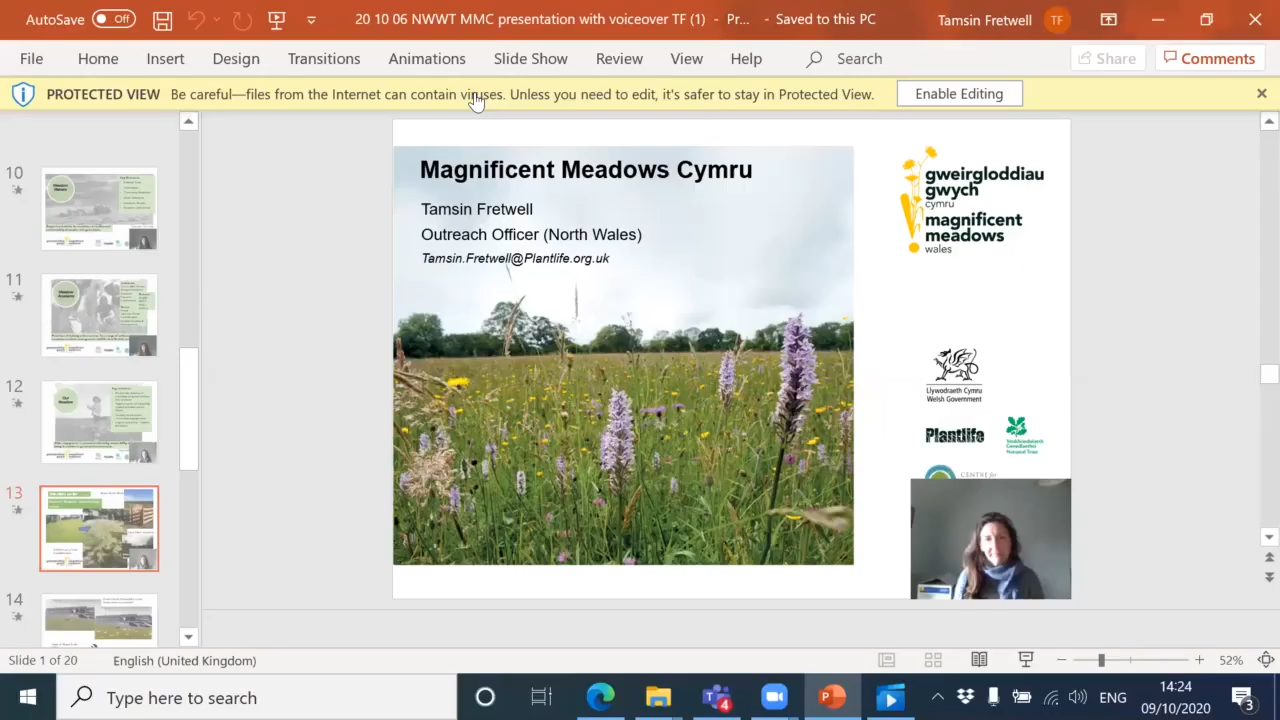 AutoSave Off
20 10 06 NWWT MMC presentation with voiceover TF (1) - Pr... - Saved to this PC
Tamsin Fretwell TF
File Home Insert Design Transitions Animations Slide Show Review View Help Search Share Comments
PROTECTED VIEW Be careful—files from the Internet can contain viruses. Unless you need to edit, it's safer to stay in Protected View. Enable Editing
10
11
12
13
14
Magnificent Meadows Cymru
Tamsin Fretwell
Outreach Officer (North Wales)
Tamsin.Fretwell@Plantlife.org.uk
gweirgloddiau
gwych
cymru
magnificent
meadows
wales
Llywodraeth Cymru
Welsh Government
Plantlife
National Trust
CENTRE for
Slide 1 of 20 English (United Kingdom) 52%
Type here to search
4
ENG
14:24
09/10/2020
3